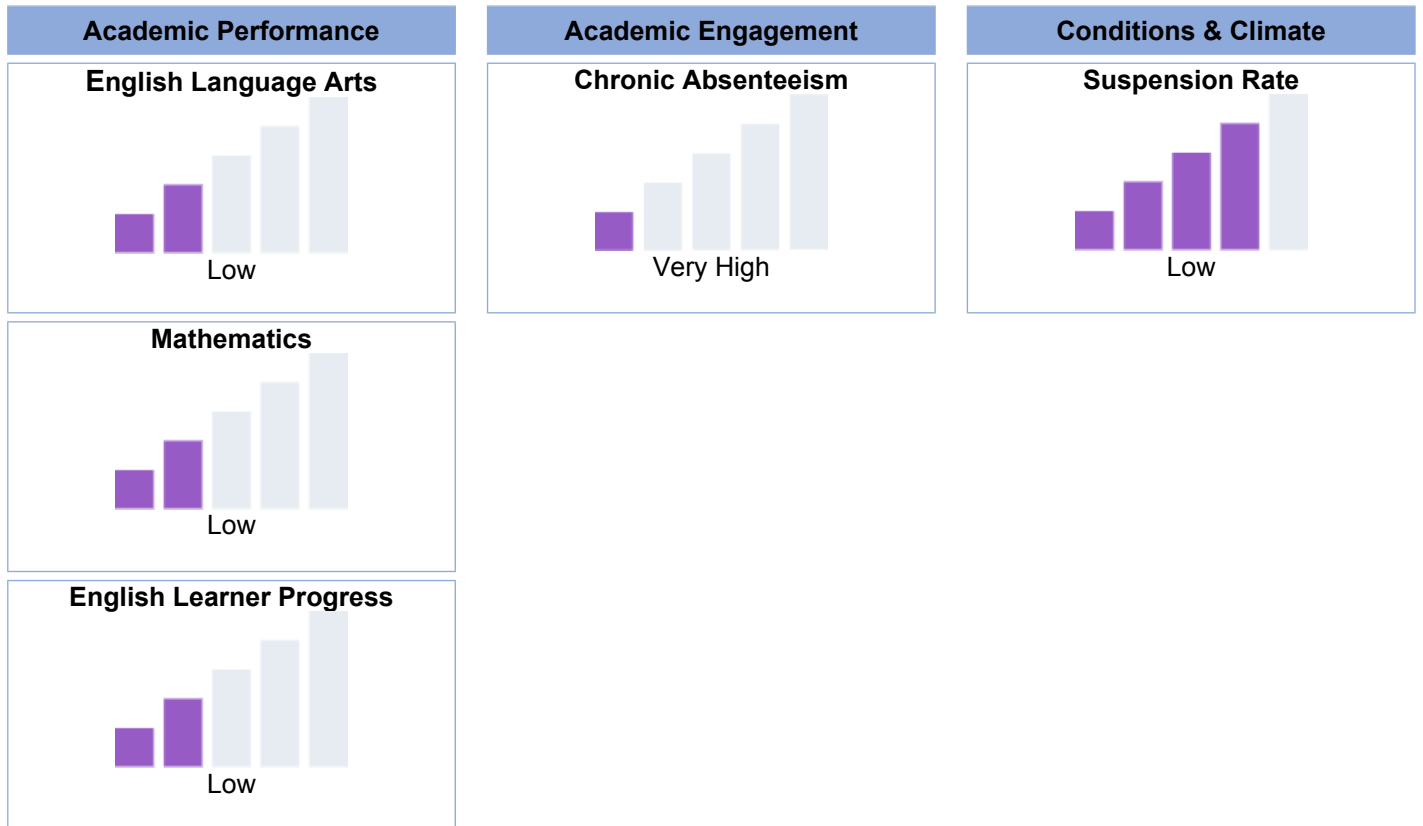 Academic Performance
Academic Engagement
Conditions & Climate
English Language Arts
Low
Chronic Absenteeism
Very High
Suspension Rate
Low
Mathematics
Low
English Learner Progress
Low